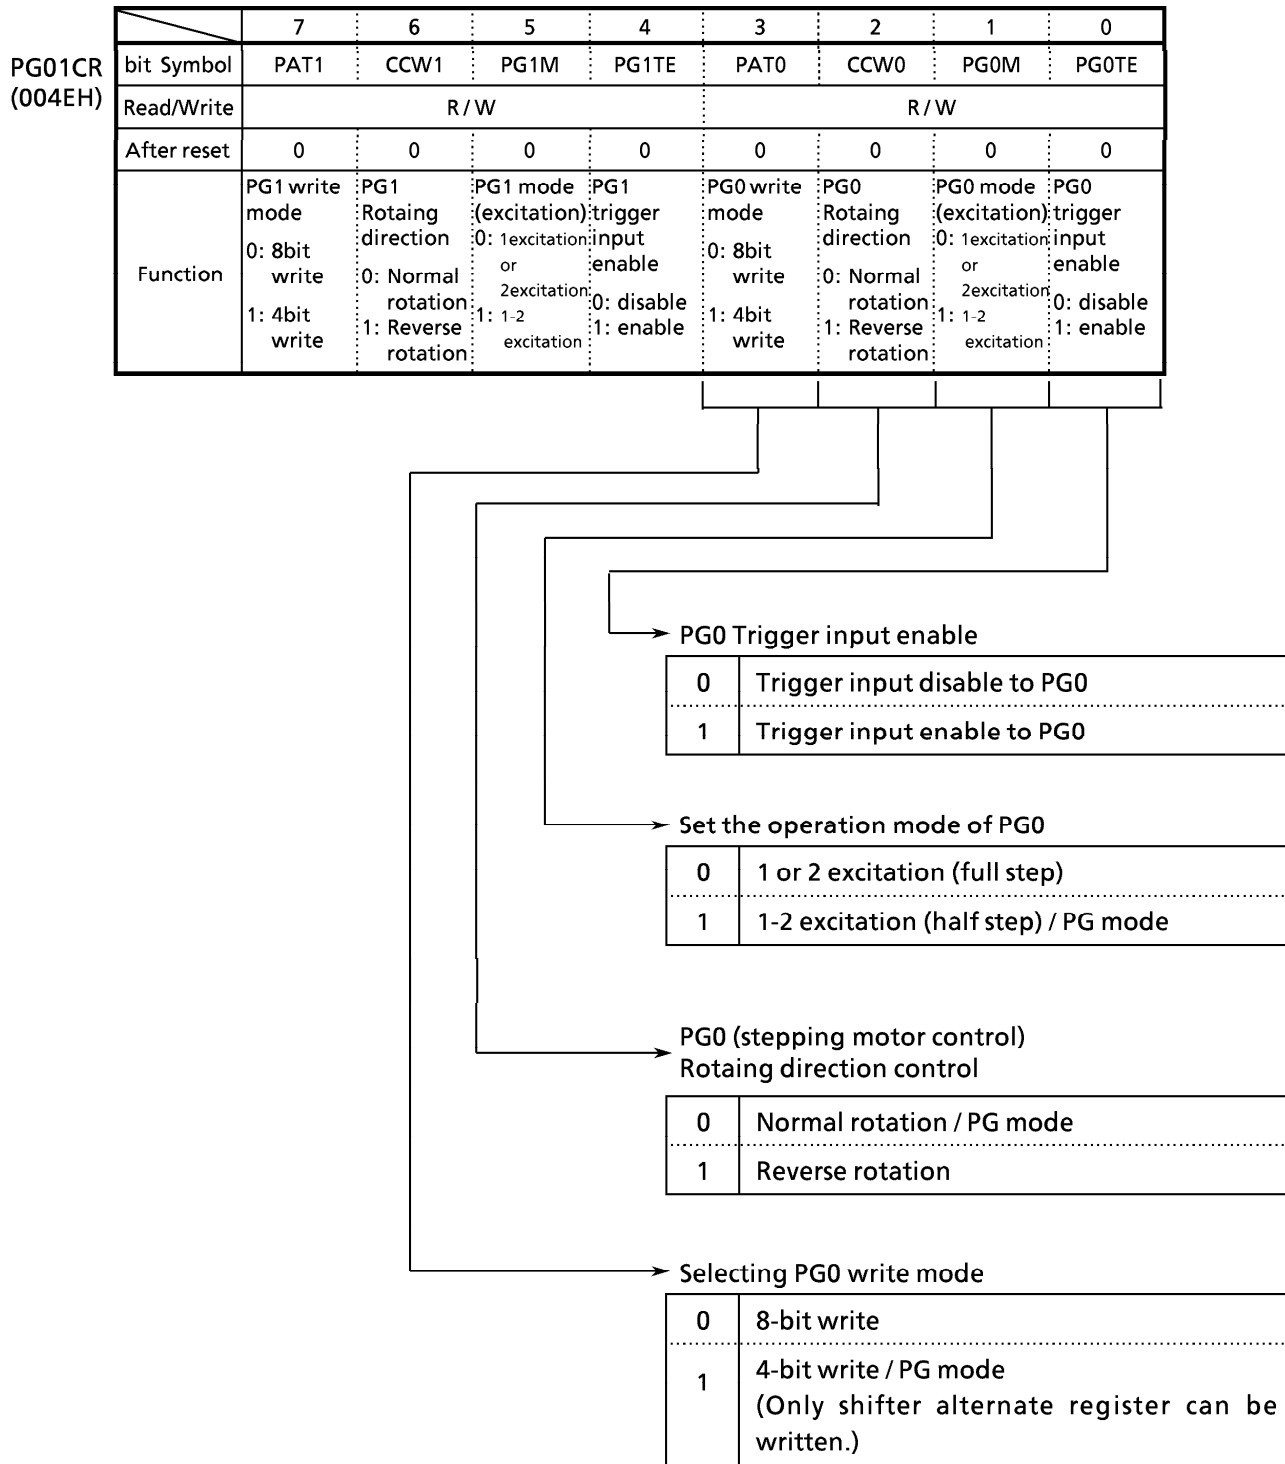 7 6 5 4 3 2 1 0
PG01CR
(004EH)
bit Symbol PAT1 CCW1 PG1M PG1TE PAT0 CCW0 PG0M PG0TE
Read/Write R / W R / W
After reset 0 0 0 0 0 0 0 0
Function
PG1 write
mode
0: 8bit
write
1: 4bit
write
PG1
Rotaing
direction
0: Normal
rotation
1: Reverse
rotation
PG1 mode
(excitation)
0: 1excitation
or
2excitation
1: 1-2
excitation
PG1
trigger
input
enable
0: disable
1: enable
PG0 write
mode
0: 8bit
write
1: 4bit
write
PG0
Rotaing
direction
0: Normal
rotation
1: Reverse
rotation
PG0 mode
(excitation)
0: 1excitation
or
2excitation
1: 1-2
excitation
PG0
trigger
input
enable
0: disable
1: enable
PG0 Trigger input enable
0 Trigger input disable to PG0
1 Trigger input enable to PG0
Set the operation mode of PG0
0 1 or 2 excitation (full step)
1 1-2 excitation (half step) / PG mode
PG0 (stepping motor control)
Rotaing direction control
0 Normal rotation / PG mode
1 Reverse rotation
Selecting PG0 write mode
0 8-bit write
1 4-bit write / PG mode
(Only shifter alternate register can be
written.)